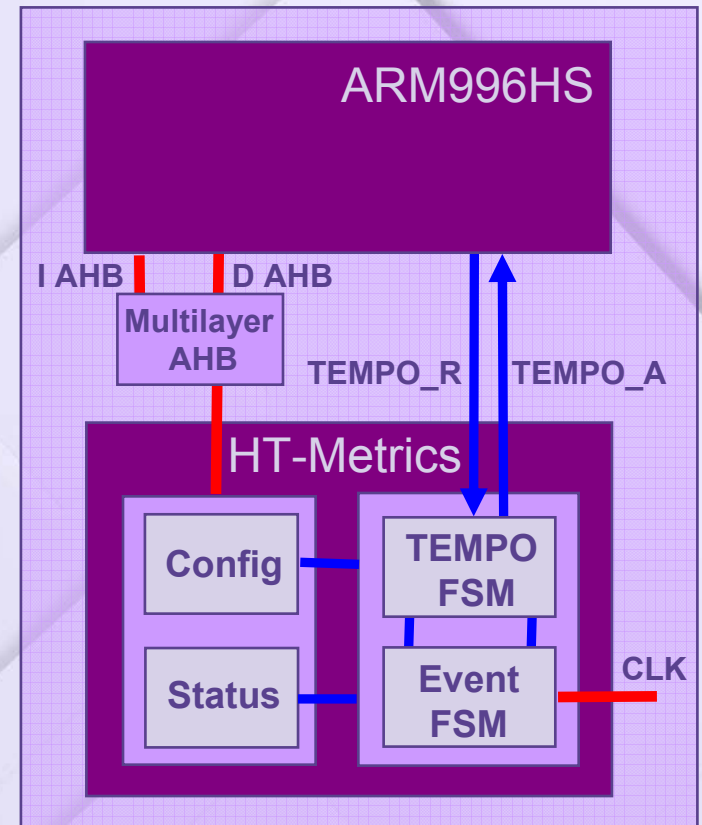 ARM996HS
I AHB
D AHB
Multilayer
AHB
TEMPO_R
TEMPO_A
HT-Metrics
Config
TEMPO
FSM
Status
Event
FSM
CLK